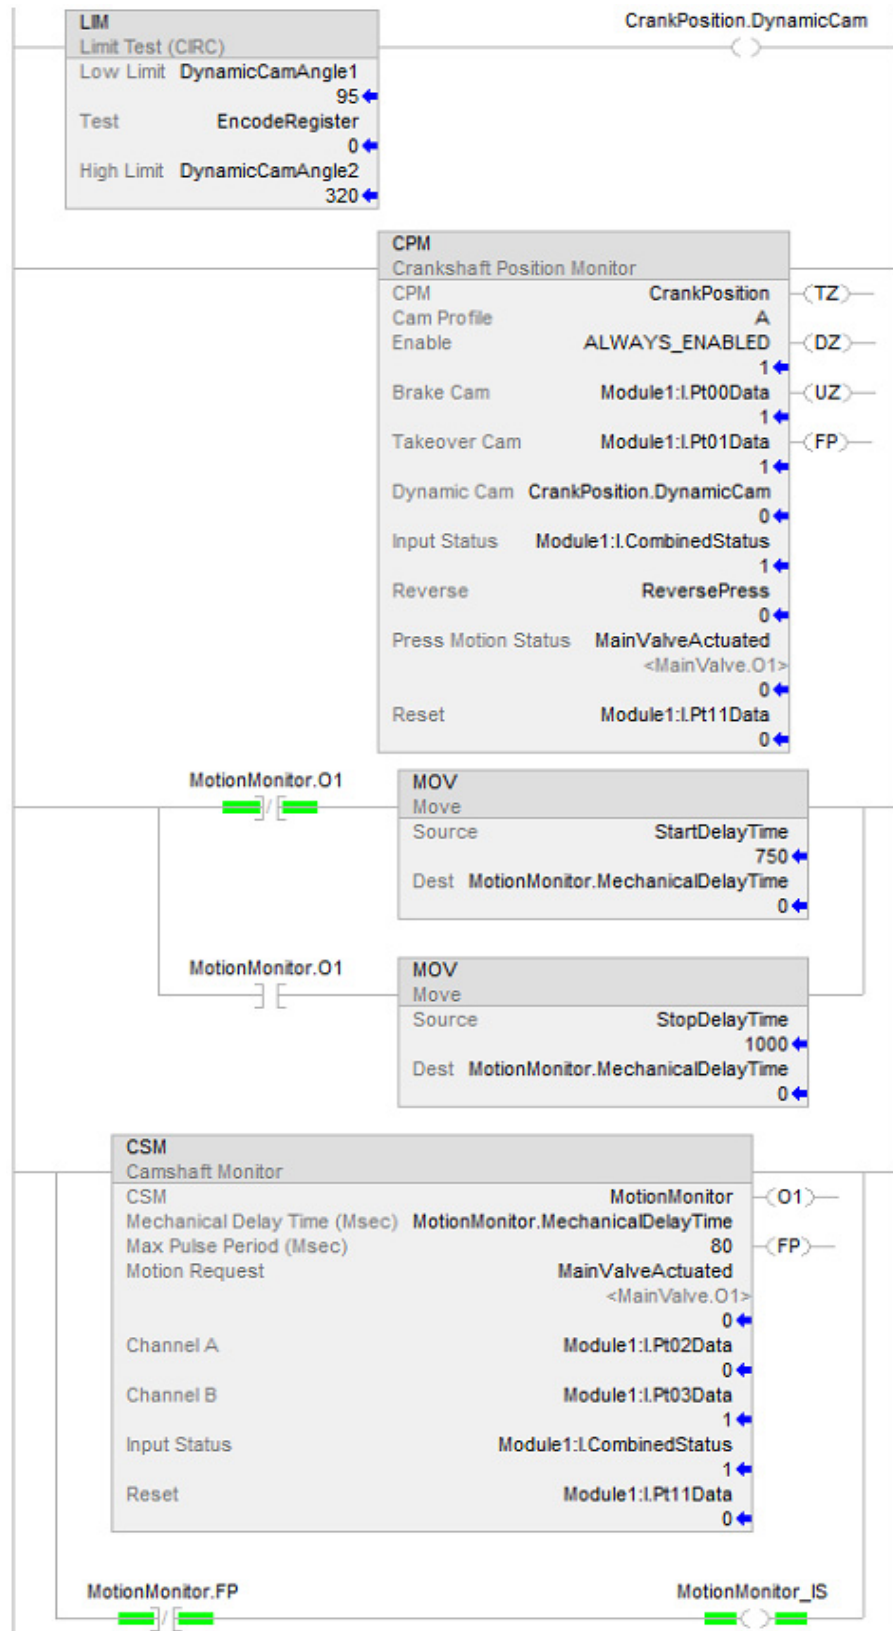 LIM
CrankPosition.DynamicCam
Limit Test (CIRC)
Low Limit DynamicCamAngle1
95
Test EncodeRegister
0
High Limit DynamicCamAngle2
320
CPM
Crankshaft Position Monitor
CPM CrankPosition TZ
Cam Profile A
Enable ALWAYS_ENABLED DZ
1
Brake Cam Module1:I.Pt00Data UZ
1
Takeover Cam Module1:I.Pt01Data FP
1
Dynamic Cam CrankPosition.DynamicCam
0
Input Status Module1:I.CombinedStatus
1
Reverse ReversePress
0
Press Motion Status MainValveActuated
<MainValve.O1>
0
Reset Module1:I.Pt11Data
0
MotionMonitor.O1
MOV
Move
Source StartDelayTime
750
Dest MotionMonitor.MechanicalDelayTime
0
MotionMonitor.O1
MOV
Move
Source StopDelayTime
1000
Dest MotionMonitor.MechanicalDelayTime
0
CSM
Camshaft Monitor
CSM MotionMonitor O1
Mechanical Delay Time (Msec) MotionMonitor.MechanicalDelayTime
Max Pulse Period (Msec) 80 FP
Motion Request MainValveActuated
<MainValve.O1>
0
Channel A Module1:I.Pt02Data
0
Channel B Module1:I.Pt03Data
1
Input Status Module1:I.CombinedStatus
1
Reset Module1:I.Pt11Data
0
MotionMonitor.FP MotionMonitor_IS